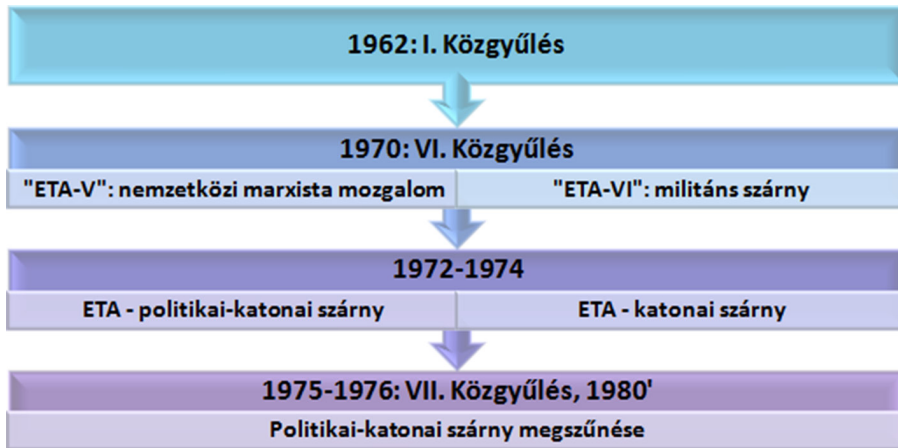 1962: I. Közgyűlés
1970: VI. Közgyűlés
"ETA-V": nemzetközi marxista mozgalom
"ETA-VI": militáns szárny
1972-1974
ETA - politikai-katonai szárny
ETA - katonai szárny
1975-1976: VII. Közgyűlés, 1980'
Politikai-katonai szárny megszűnése